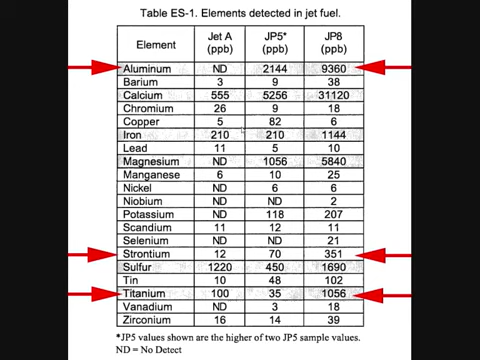 Table ES-1. Elements detected in jet fuel.
Element Jet A (ppb) JP5* (ppb) JP8 (ppb)
Aluminum ND 2144 9360
Barium 3 9 38
Calcium 555 5256 31120
Chromium 26 9 18
Copper 5 82 6
Iron 210 210 1144
Lead 11 5 10
Magnesium ND 1056 5840
Manganese 6 10 25
Nickel ND 6 6
Niobium ND ND 2
Potassium ND 118 207
Scandium 11 12 11
Selenium ND ND 21
Strontium 12 70 351
Sulfur 1220 450 1690
Tin 10 48 102
Titanium 100 35 1056
Vanadium ND 3 18
Zirconium 16 14 39
*JP5 values shown are the higher of two JP5 sample values.
ND = No Detect